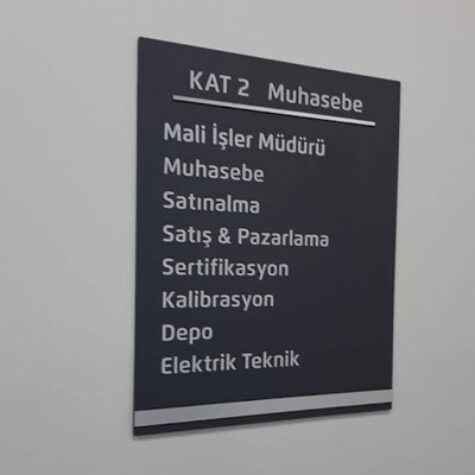 KAT 2 Muhasebe
Mali İşler Müdürü
Muhasebe
Satınalma
Satış & Pazarlama
Sertifikasyon
Kalibrasyon
Depo
Elektrik Teknik